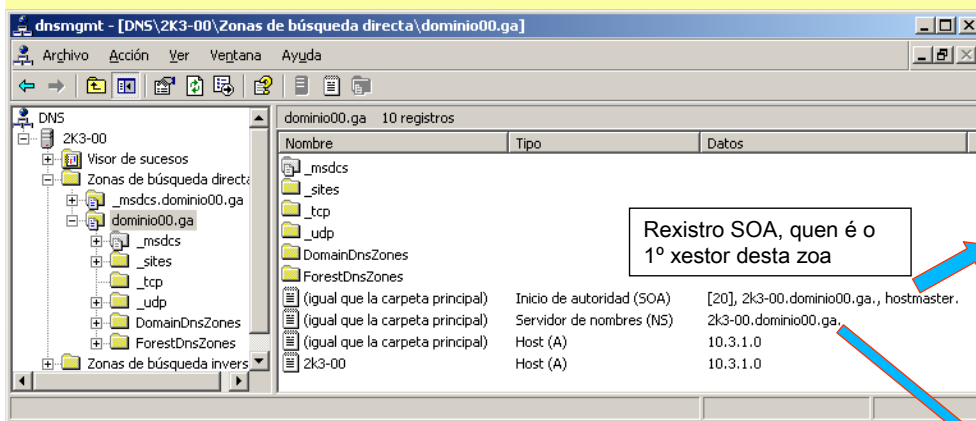 dnsmgmt - [DNS\2K3-00\Zonas de búsqueda directa\dominio00.ga]
Archivo Acción Ver Ventana Ayuda
DNS
2K3-00
Visor de sucesos
Zonas de búsqueda directa
_msdcs.dominio00.ga
dominio00.ga
_msdcs
_sites
_tcp
_udp
DomainDnsZones
ForestDnsZones
Zonas de búsqueda invers
dominio00.ga 10 registros
Nombre Tipo Datos
_msdcs
_sites
_tcp
_udp
DomainDnsZones
ForestDnsZones
(igual que la carpeta principal) Inicio de autoridad (SOA) [20], 2k3-00.dominio00.ga., hostmaster.
(igual que la carpeta principal) Servidor de nombres (NS) 2k3-00.dominio00.ga.
(igual que la carpeta principal) Host (A) 10.3.1.0
2k3-00 Host (A) 10.3.1.0
Rexistro SOA, quen é o
1º xestor desta zoa